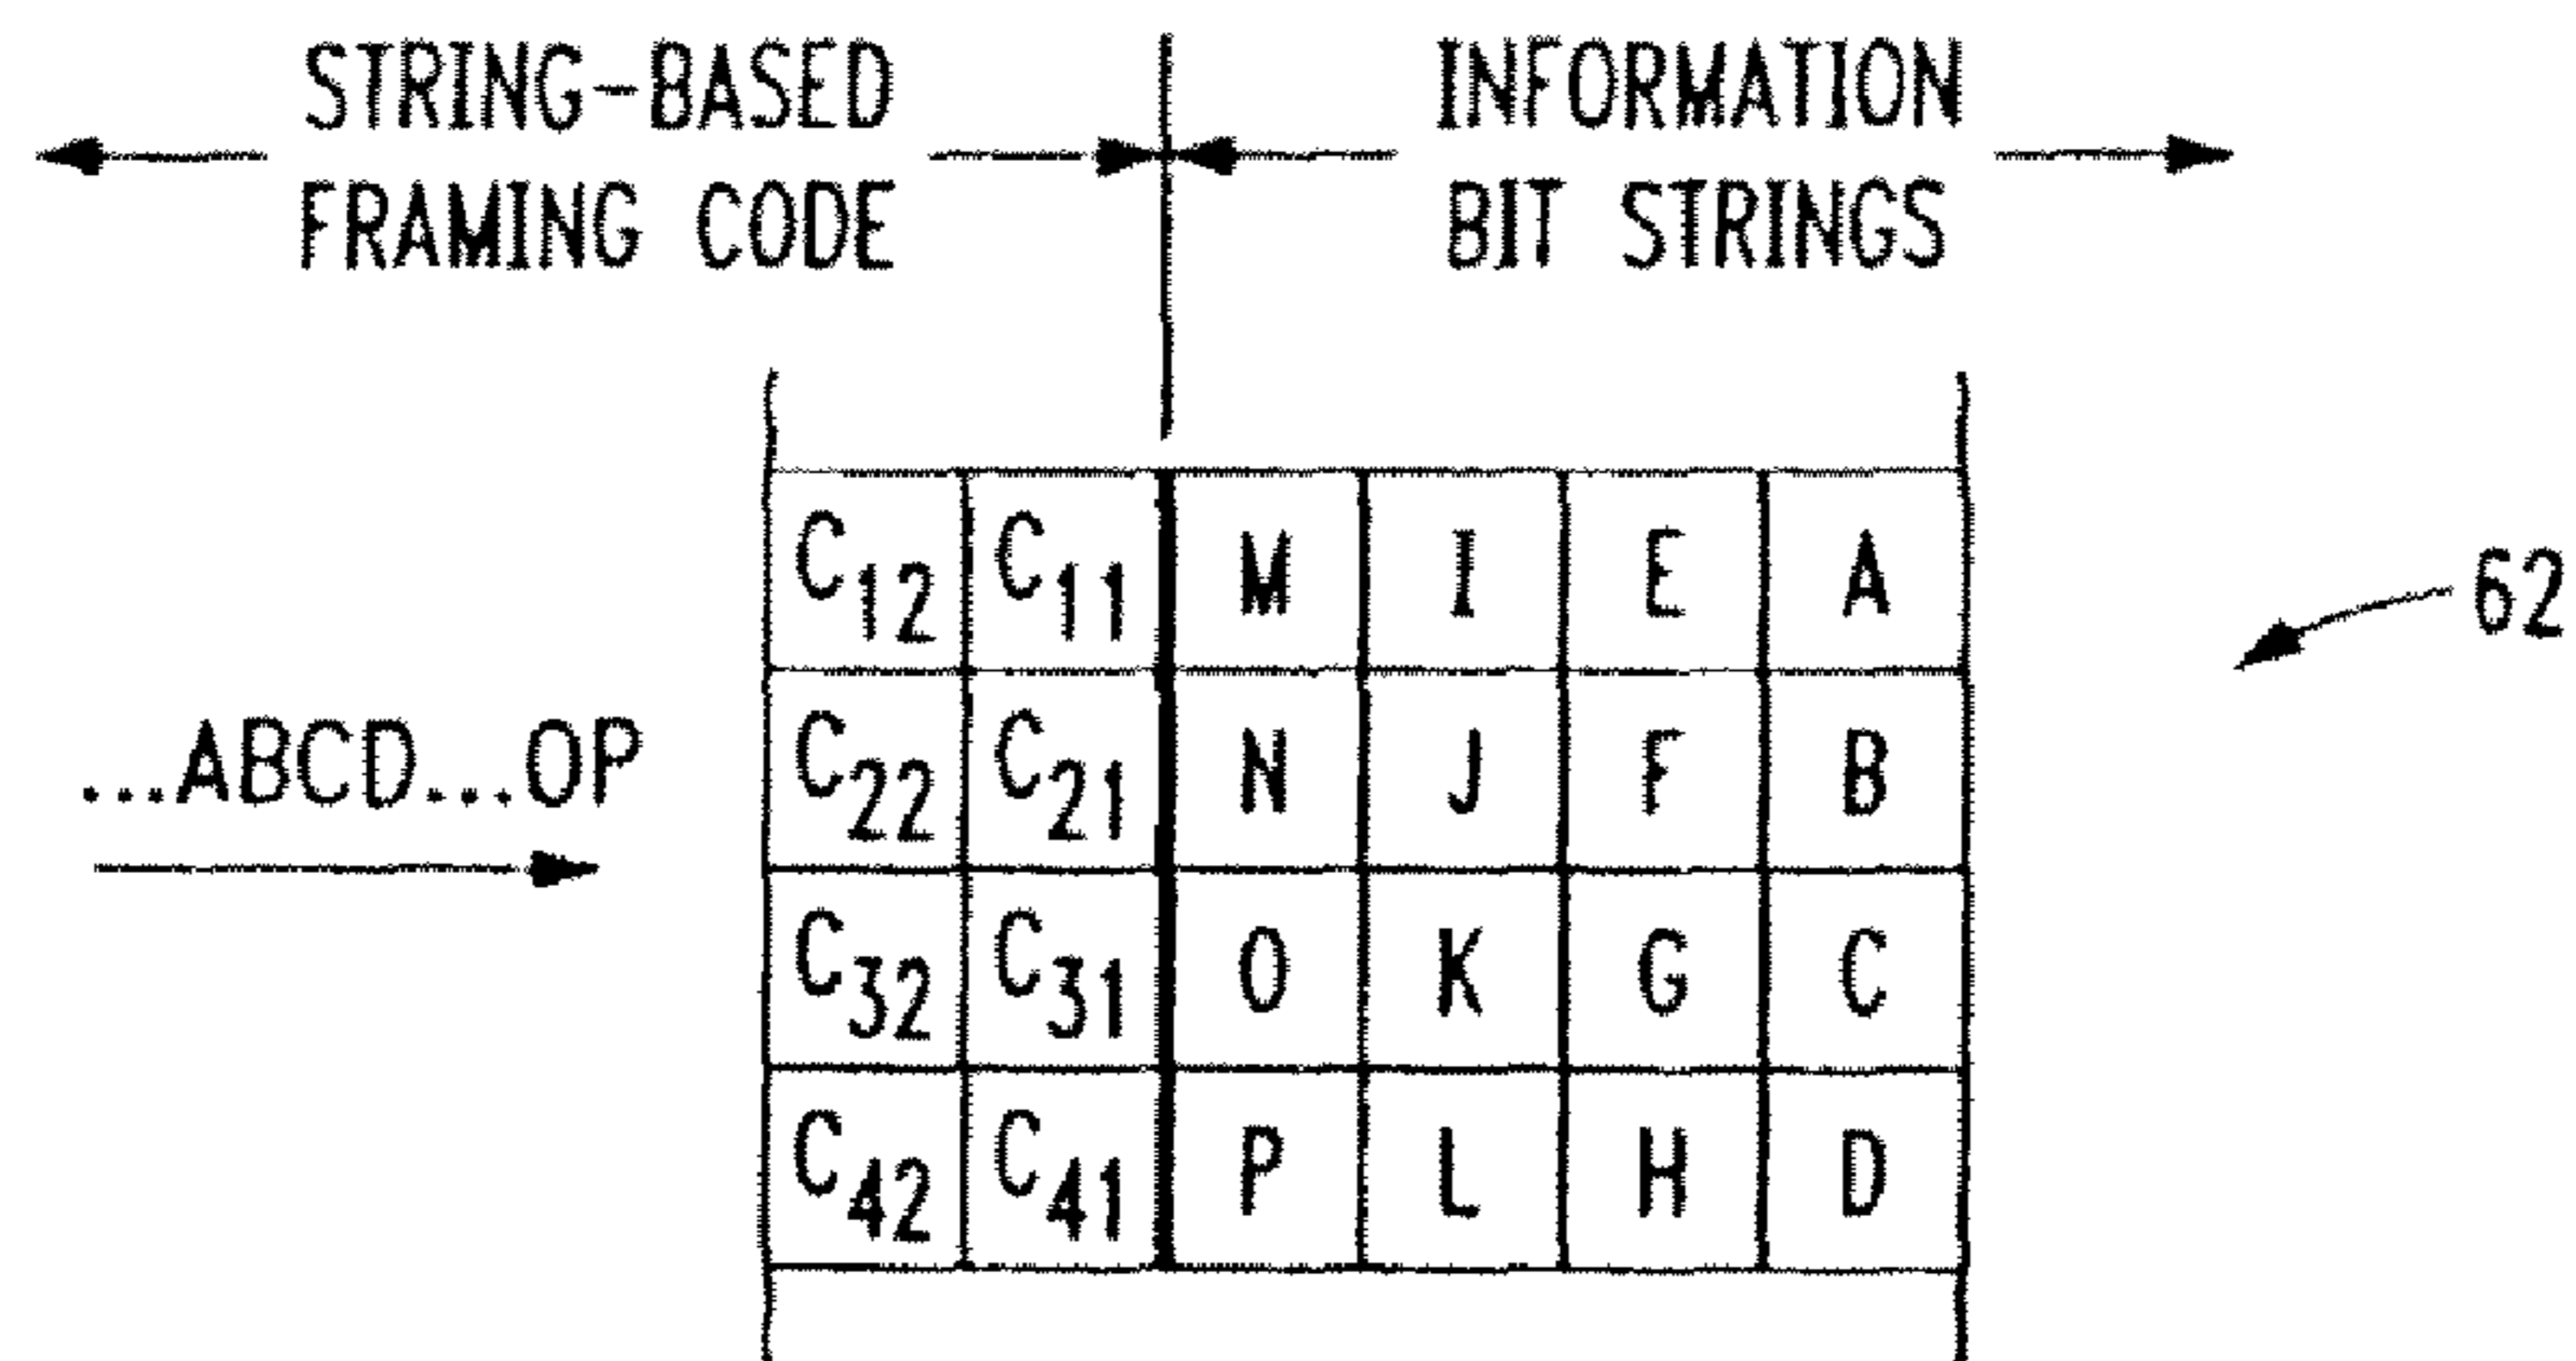 STRING-BASED
FRAMING CODE
INFORMATION
BIT STRINGS
C12 C11 M I E A
62
C22 C21 N J F B
...ABCD...OP
C32 C31 O K G C
C42 C41 P L H D